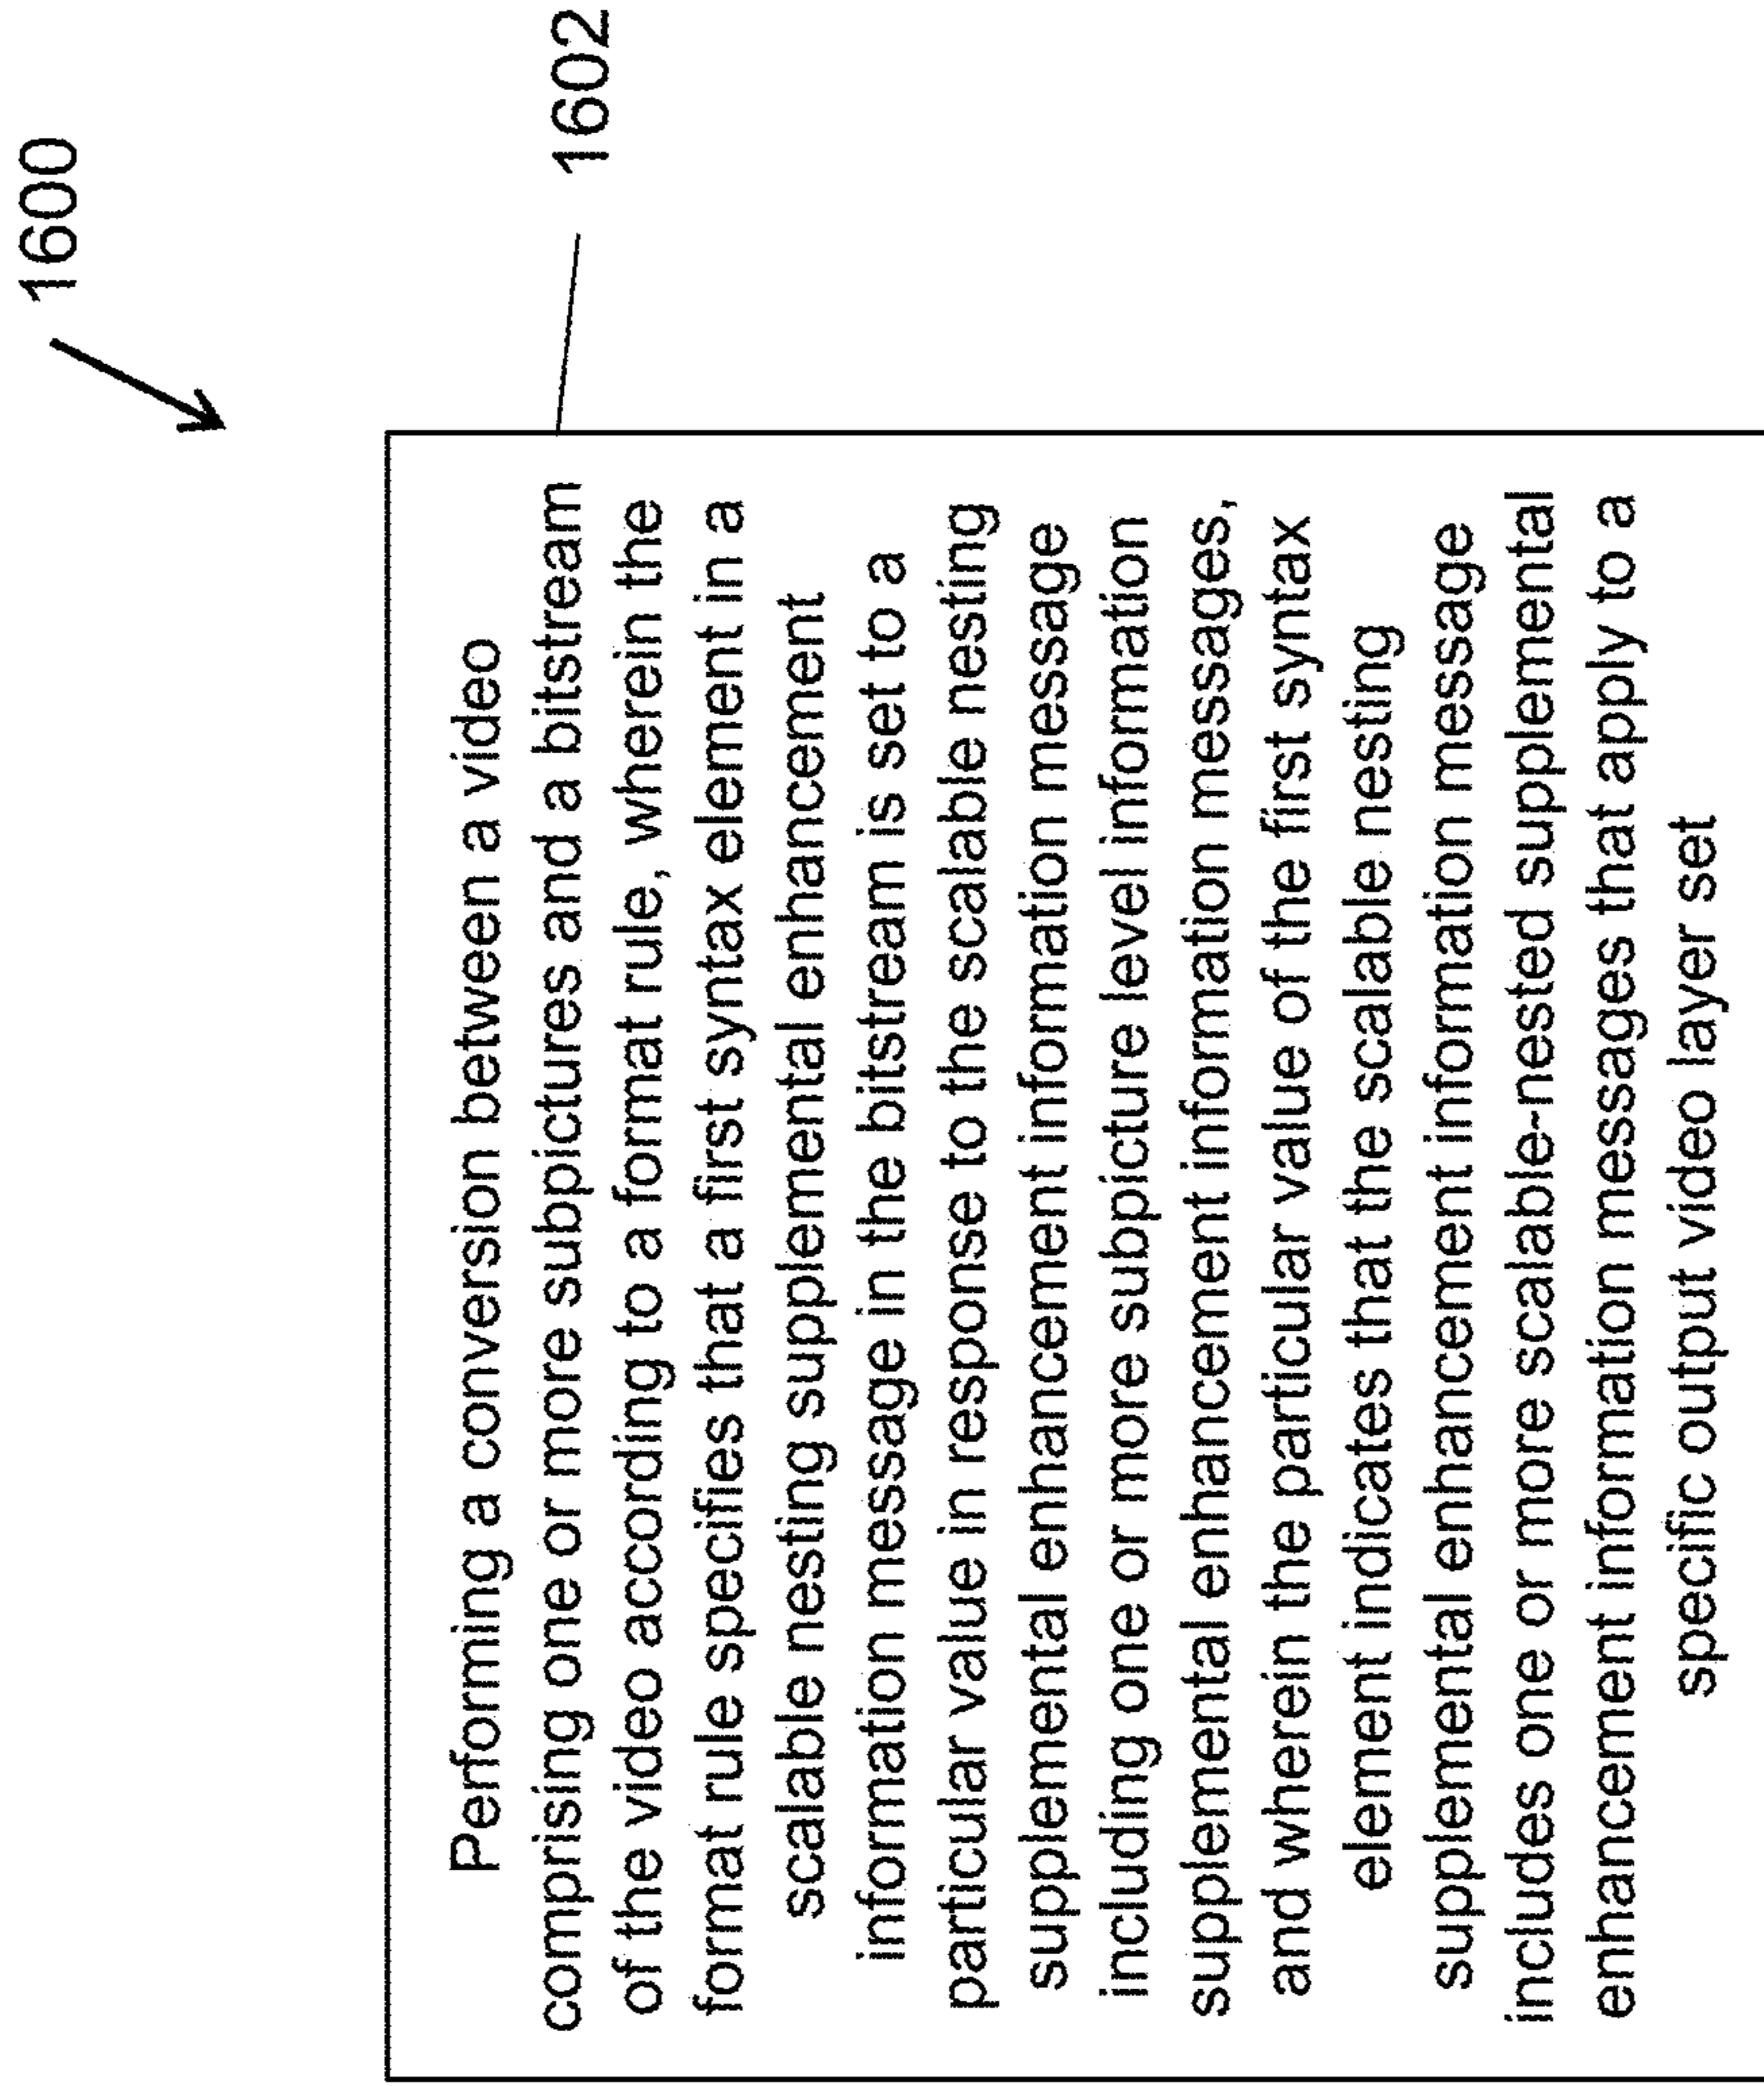 1600
1602
Performing a conversion between a video
comprising one or more subpictures and a bitstream
of the video according to a format rule, wherein the
format rule specifies that a first syntax element in a
scalable nesting supplemental enhancement
information message in the bitstream is set to a
particular value in response to the scalable nesting
supplemental enhancement information message
including one or more subpicture level information
supplemental enhancement information messages,
and wherein the particular value of the first syntax
element indicates that the scalable nesting
supplemental enhancement information message
includes one or more scalable-nested supplemental
enhancement information messages that apply to a
specific output video layer set